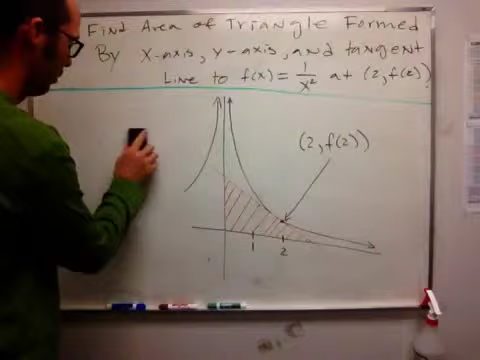 Find Area of Triangle Formed
By x-axis, y-axis, and tangent
Line to f(x) = 1/x² at (2, f(2))
(2, f(2))
1
2